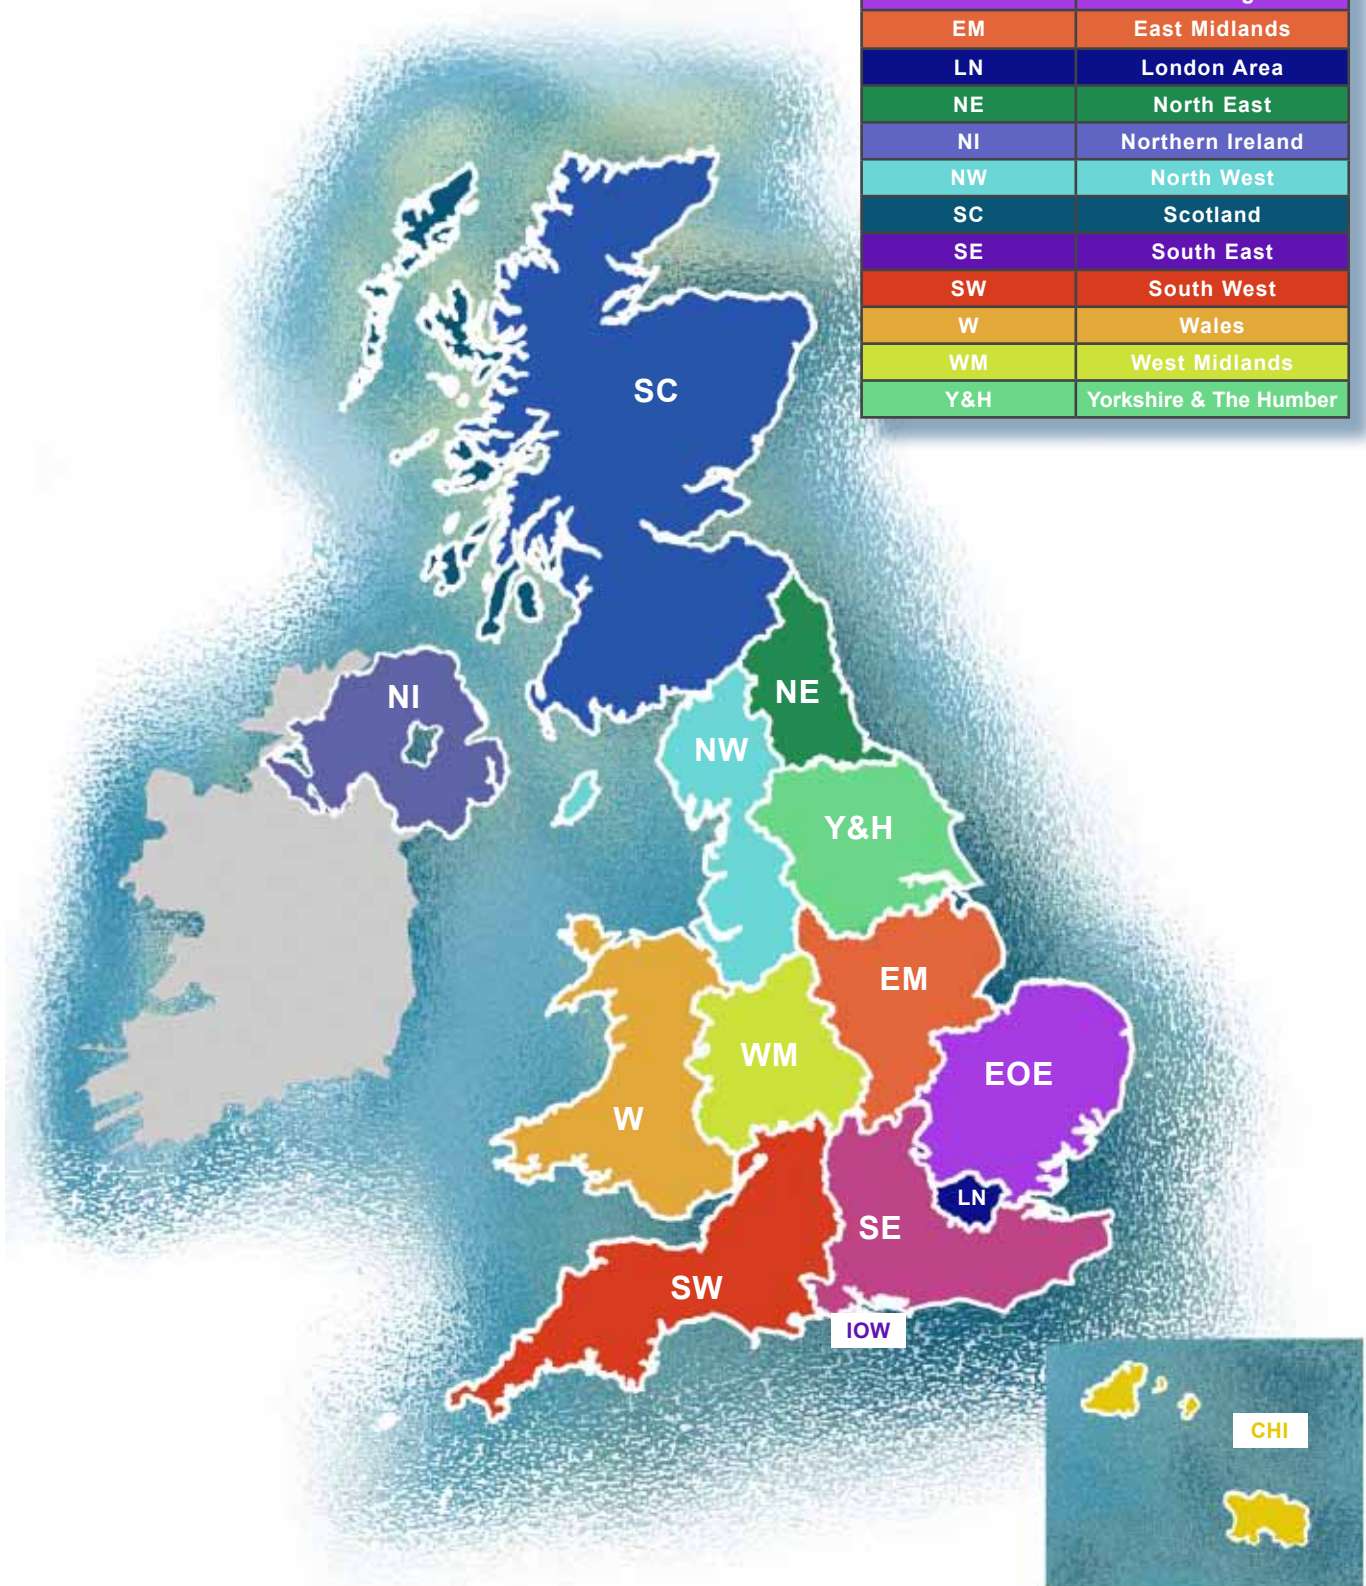 EM East Midlands
LN London Area
NE North East
NI Northern Ireland
NW North West
SC Scotland
SE South East
SW South West
W Wales
WM West Midlands
Y&H Yorkshire & The Humber
SC
NI
NE
NW
Y&H
EM
WM
EOE
W
LN
SE
SW
IOW
CHI